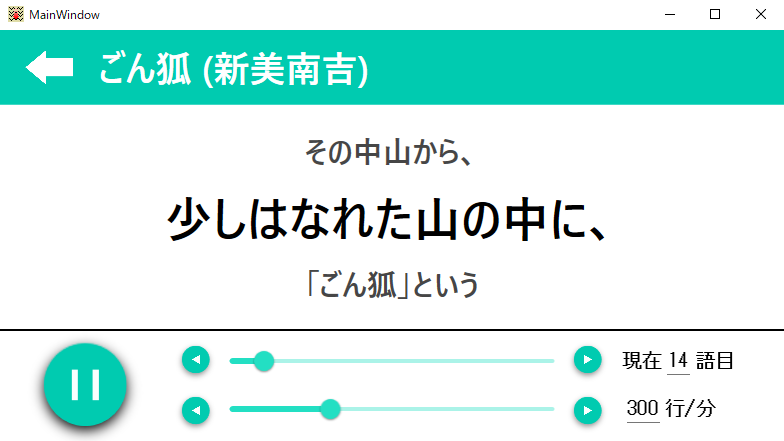 MainWindow
ごん狐 (新美南吉)
その中山から、
少しはなれた山の中に、
「ごん狐」という
現在 14 語目
300 行/分